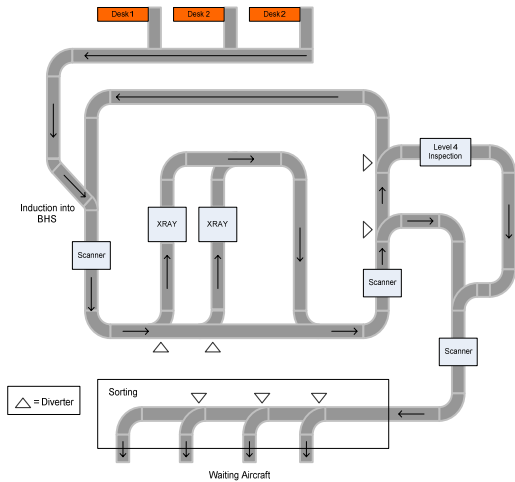 Desk 1
Desk 2
Desk 2
Level 4
Inspection
Induction into
BHS
XRAY
XRAY
Scanner
Scanner
Scanner
Sorting
= Diverter
Waiting Aircraft